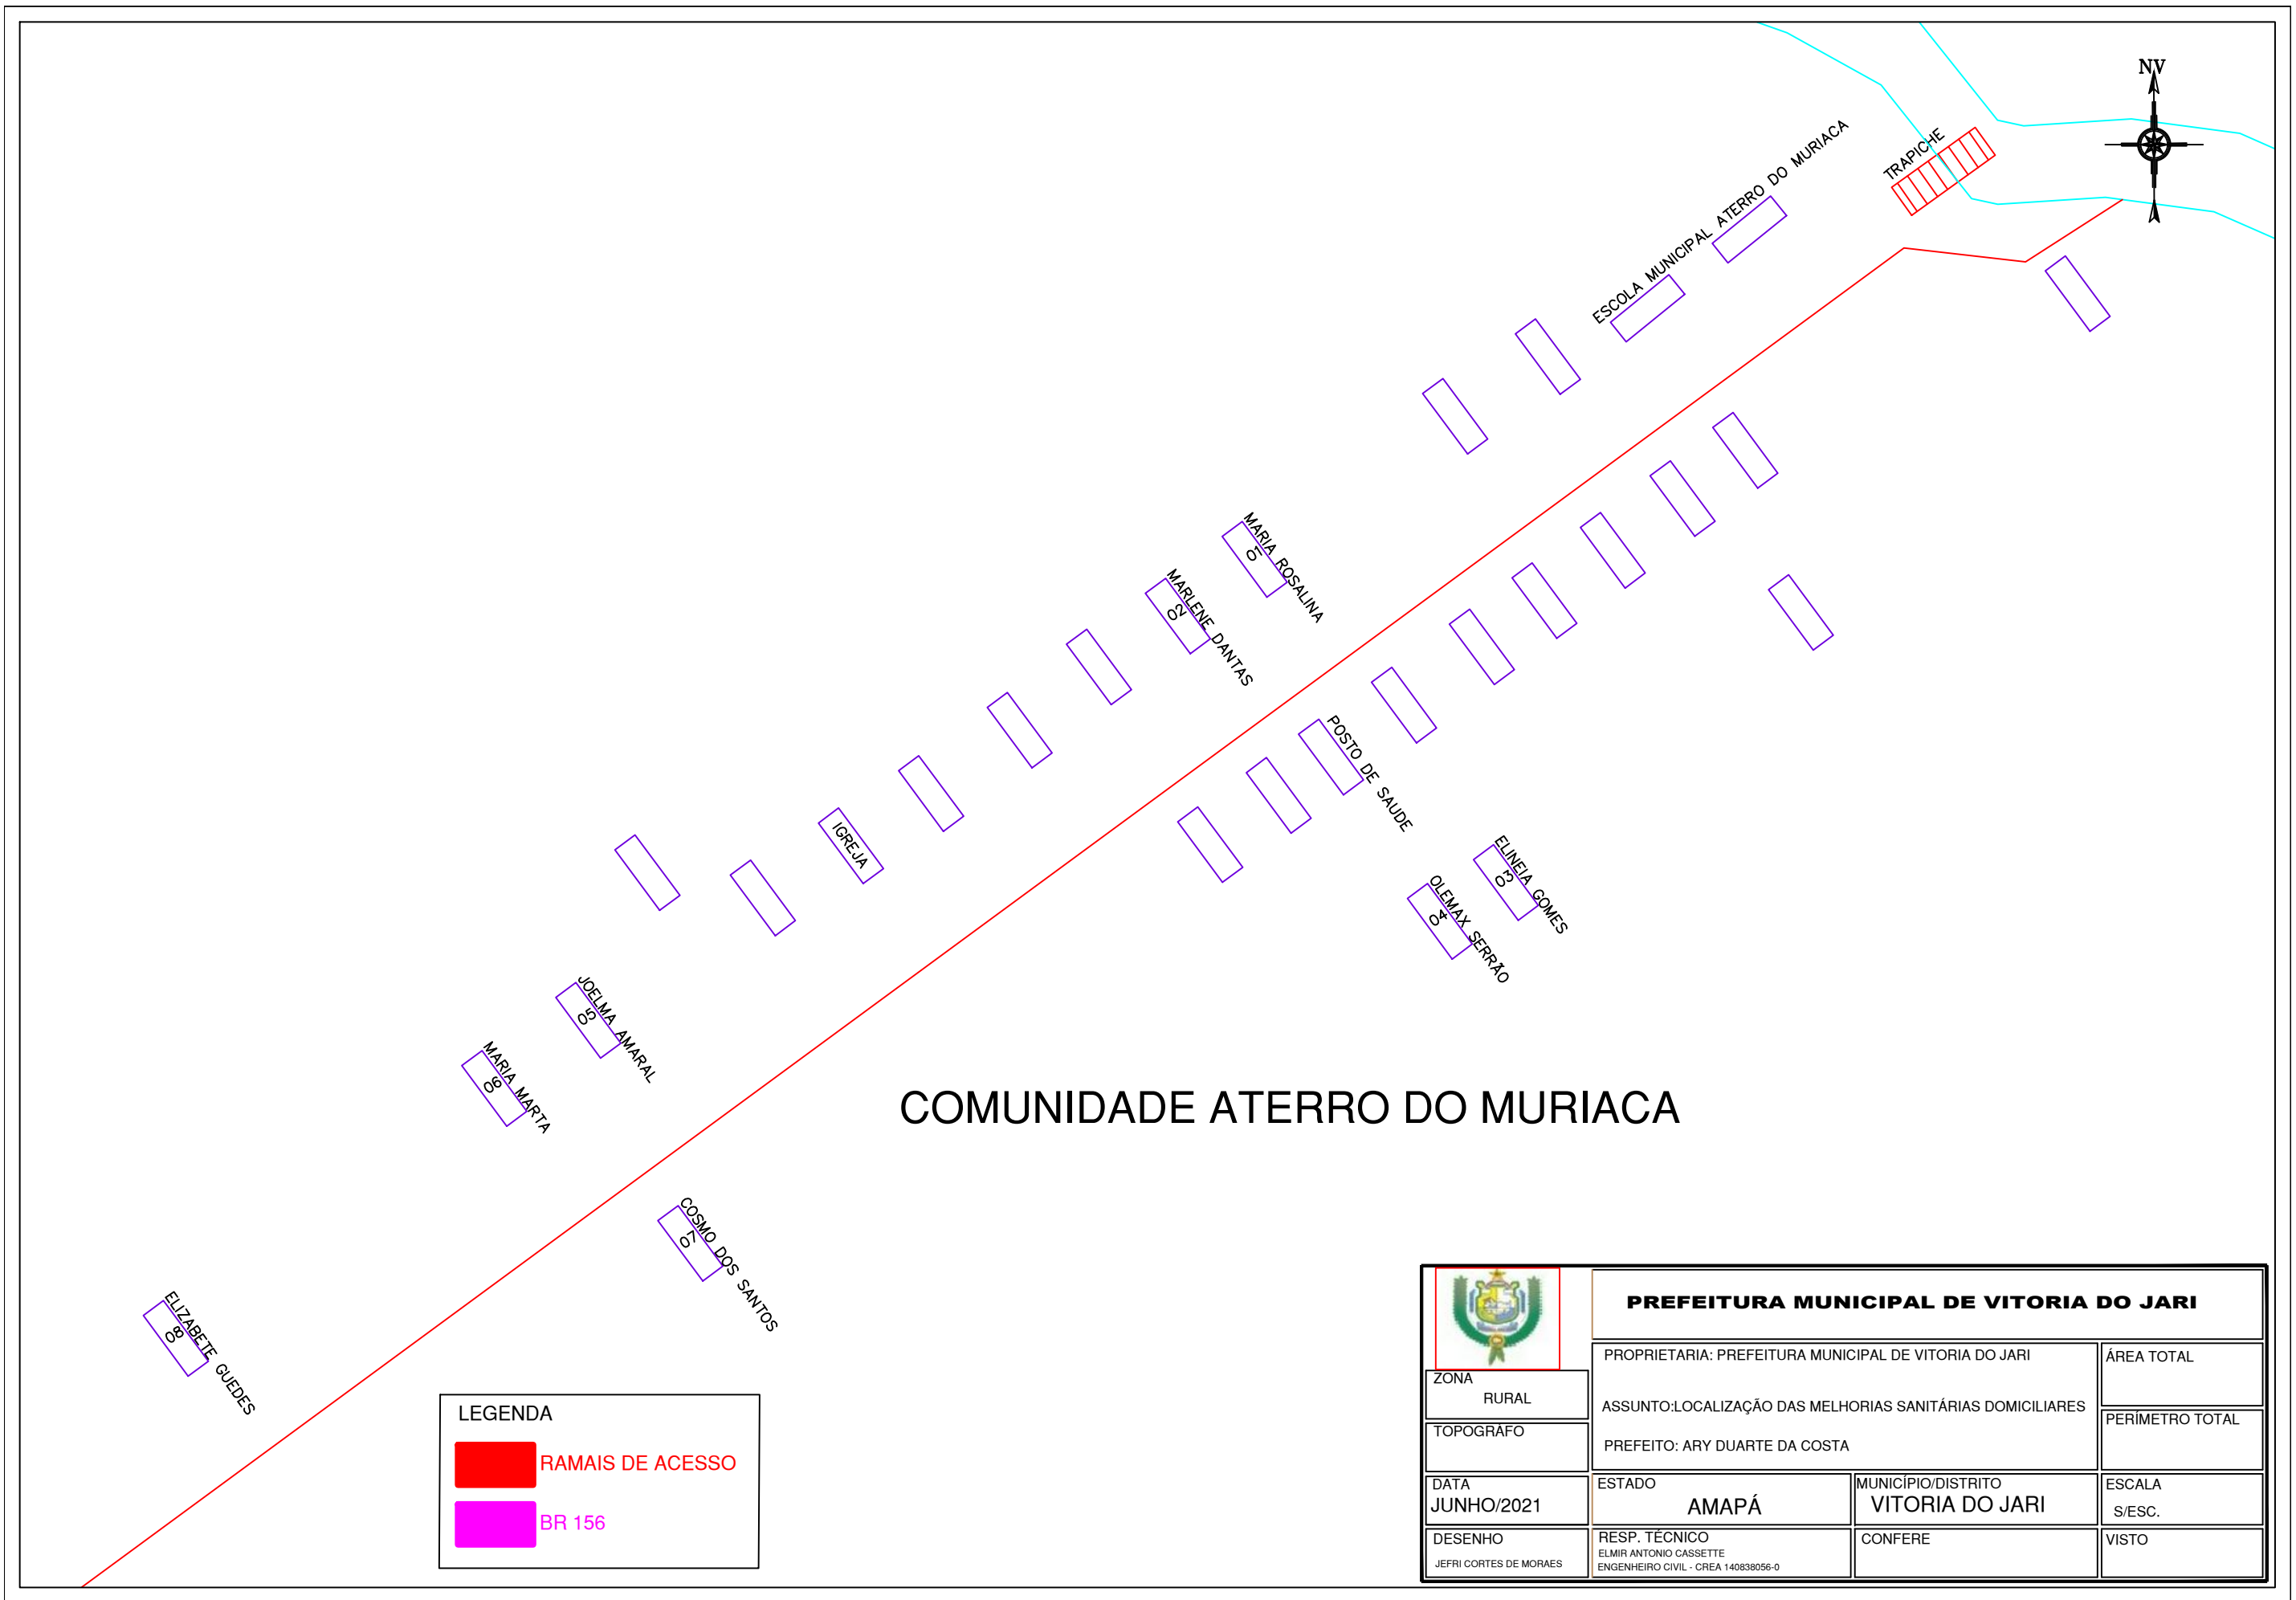 NV
TRAPICHE
ESCOLA MUNICIPAL ATERRO DO MURIACA
MARIA ROSALINA
01
MARLENE DANTAS
02
POSTO DE SAUDE
IGREJA
ELINEIA GOMES
03
OLEMAX SERRÃO
04
JOELMA AMARAL
05
MARIA MARTA
06
COMUNIDADE ATERRO DO MURIACA
COSMO DOS SANTOS
07
ELIZABETE GUEDES
08
LEGENDA
RAMAIS DE ACESSO
BR 156
PREFEITURA MUNICIPAL DE VITORIA DO JARI
PROPRIETARIA: PREFEITURA MUNICIPAL DE VITORIA DO JARI
ÁREA TOTAL
ZONA
RURAL
ASSUNTO:LOCALIZAÇÃO DAS MELHORIAS SANITÁRIAS DOMICILIARES
PERÍMETRO TOTAL
TOPOGRÁFO
PREFEITO: ARY DUARTE DA COSTA
DATA
JUNHO/2021
ESTADO
AMAPÁ
MUNICÍPIO/DISTRITO
VITORIA DO JARI
ESCALA
S/ESC.
DESENHO
JEFRI CORTES DE MORAES
RESP. TÉCNICO
ELMIR ANTONIO CASSETTE
ENGENHEIRO CIVIL - CREA 140838056-0
CONFERE
VISTO